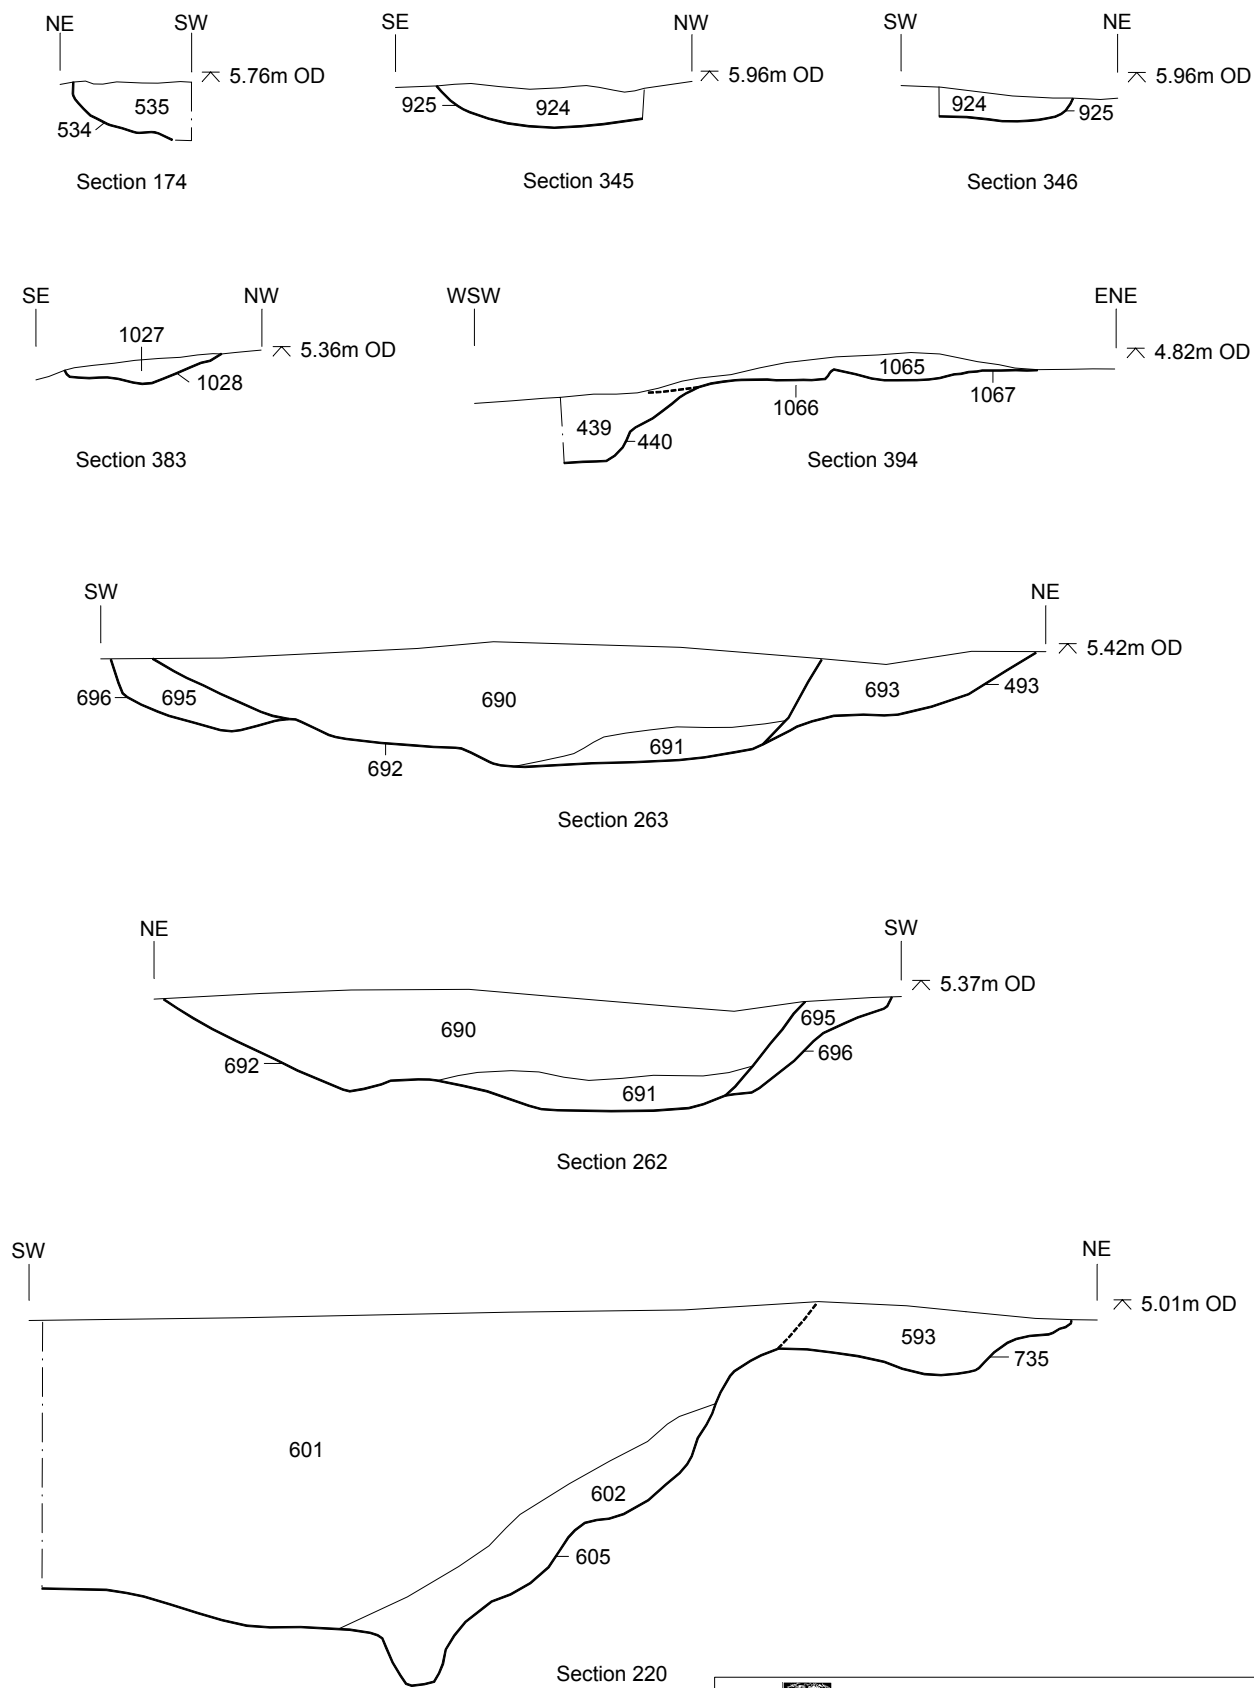 NE SW
5.76m OD
535
534
Section 174
SE NW
5.96m OD
925 924
Section 345
SW NE
5.96m OD
924 925
Section 346
SE NW
1027
5.36m OD
1028
Section 383
WSW ENE
4.82m OD
1065
1066 1067
439 440
Section 394
SW NE
5.42m OD
696 695 690 693 493
691
692
Section 263
NE SW
5.37m OD
695
690
696
692
691
Section 262
SW NE
5.01m OD
593
735
601
602
605
Section 220